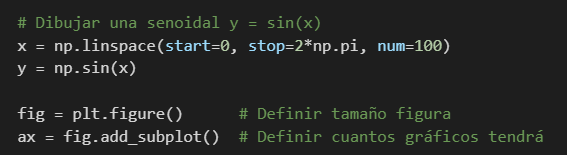 # Dibujar una senoidal y = sin(x)
x = np.linspace(start=0, stop=2*np.pi, num=100)
y = np.sin(x)
fig = plt.figure()      # Definir tamaño figura
ax = fig.add_subplot()  # Definir cuantos gráficos tendrá